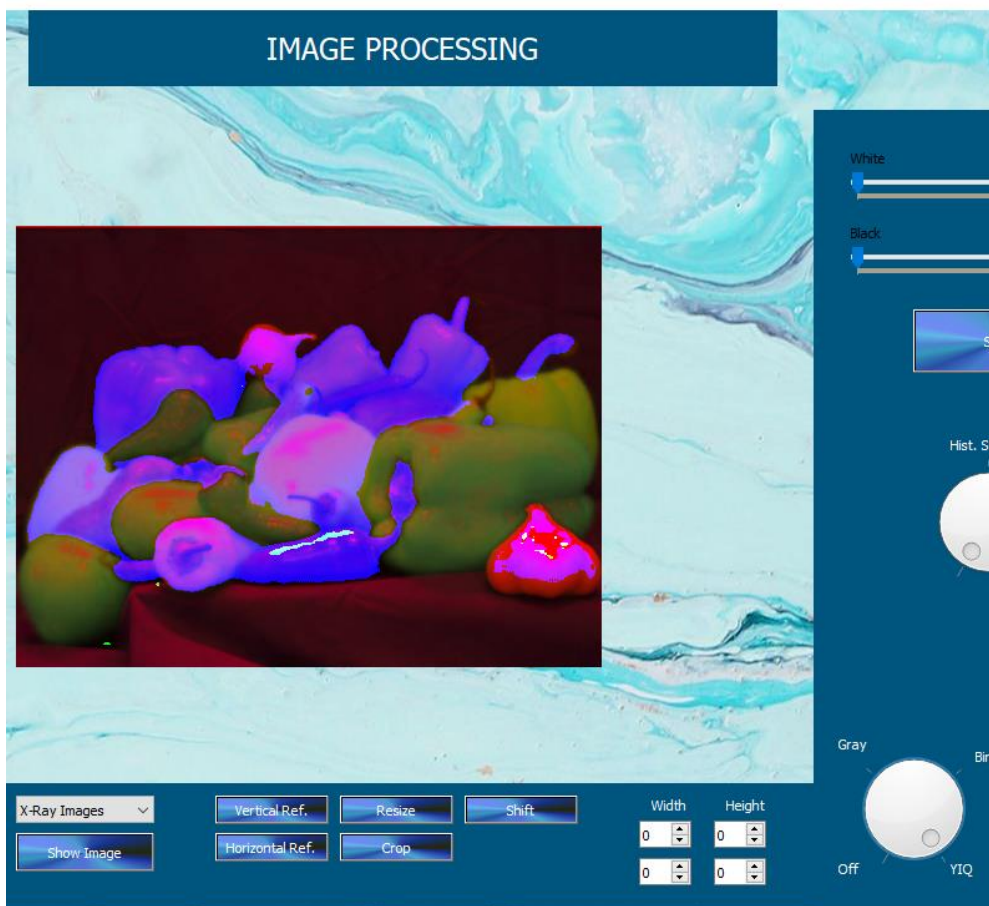 IMAGE PROCESSING
White
Black
S
Hist. S
Gray
Bin
Off
YIQ
X-Ray Images
Show Image
Vertical Ref.
Resize
Shift
Horizontal Ref.
Crop
Width
Height
0
0
0
0